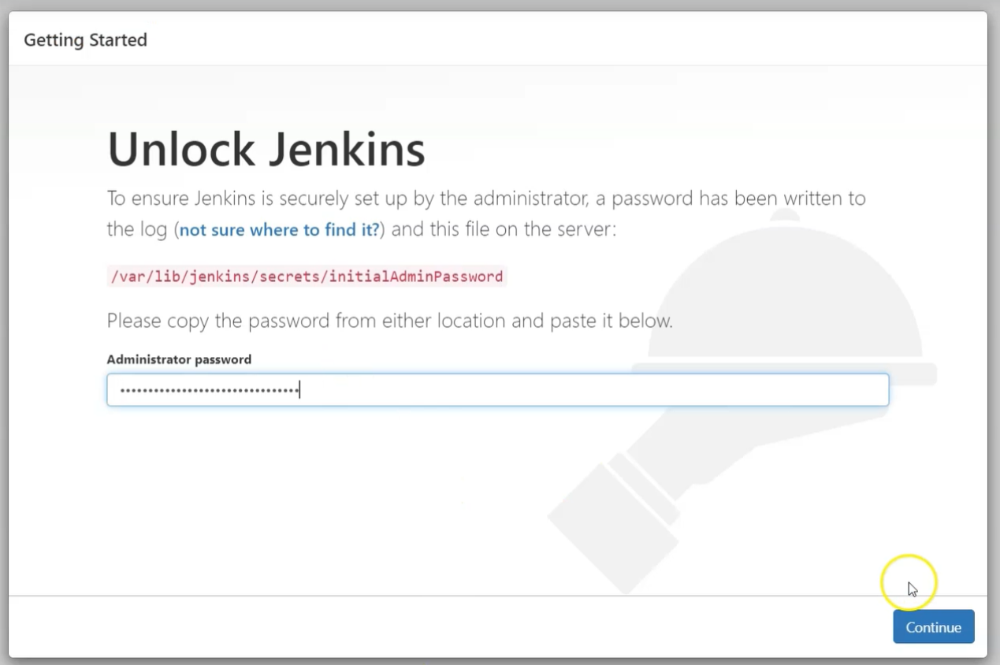 Getting Started
Unlock Jenkins
To ensure Jenkins is securely set up by the administrator, a password has been written to
the log (not sure where to find it?) and this file on the server:
/var/lib/jenkins/secrets/initialAdminPassword
Please copy the password from either location and paste it below.
Administrator password
••••••••••••••••••••••••••••••••
Continue